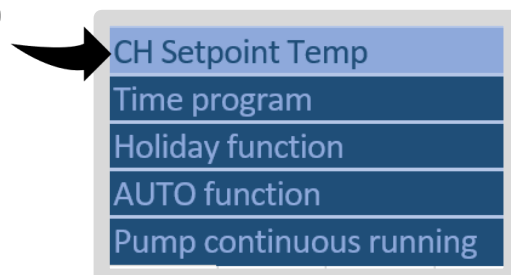 CH Setpoint Temp
Time program
Holiday function
AUTO function
Pump continuous running